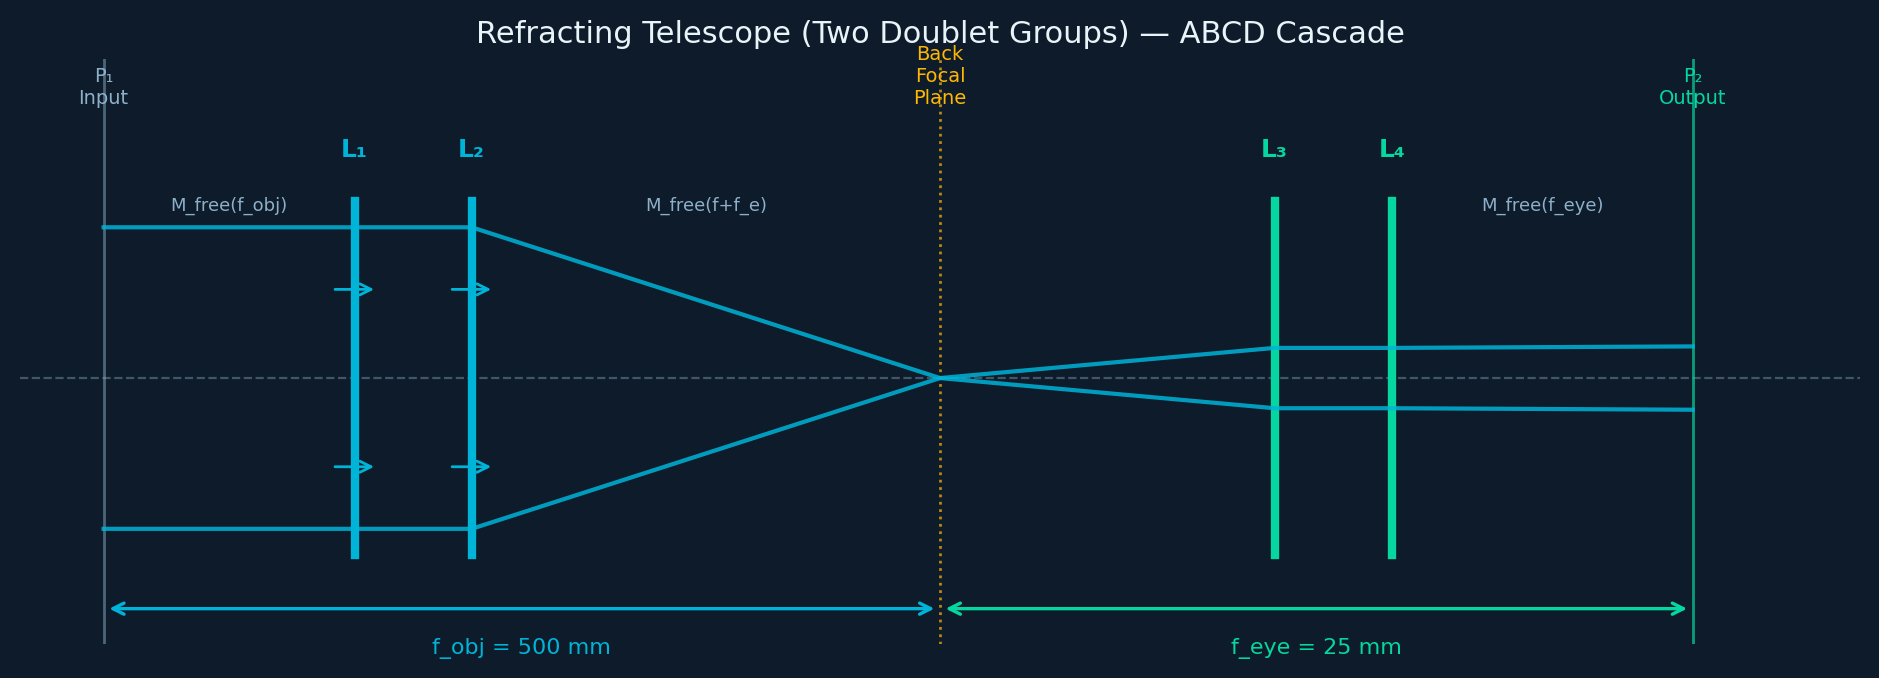 Refracting Telescope (Two Doublet Groups) — ABCD Cascade
P₁
Input
Back
Focal
Plane
P₂
Output
L₁
L₂
L₃
L₄
M_free(f_obj)
M_free(f+f_e)
M_free(f_eye)
f_obj = 500 mm
f_eye = 25 mm